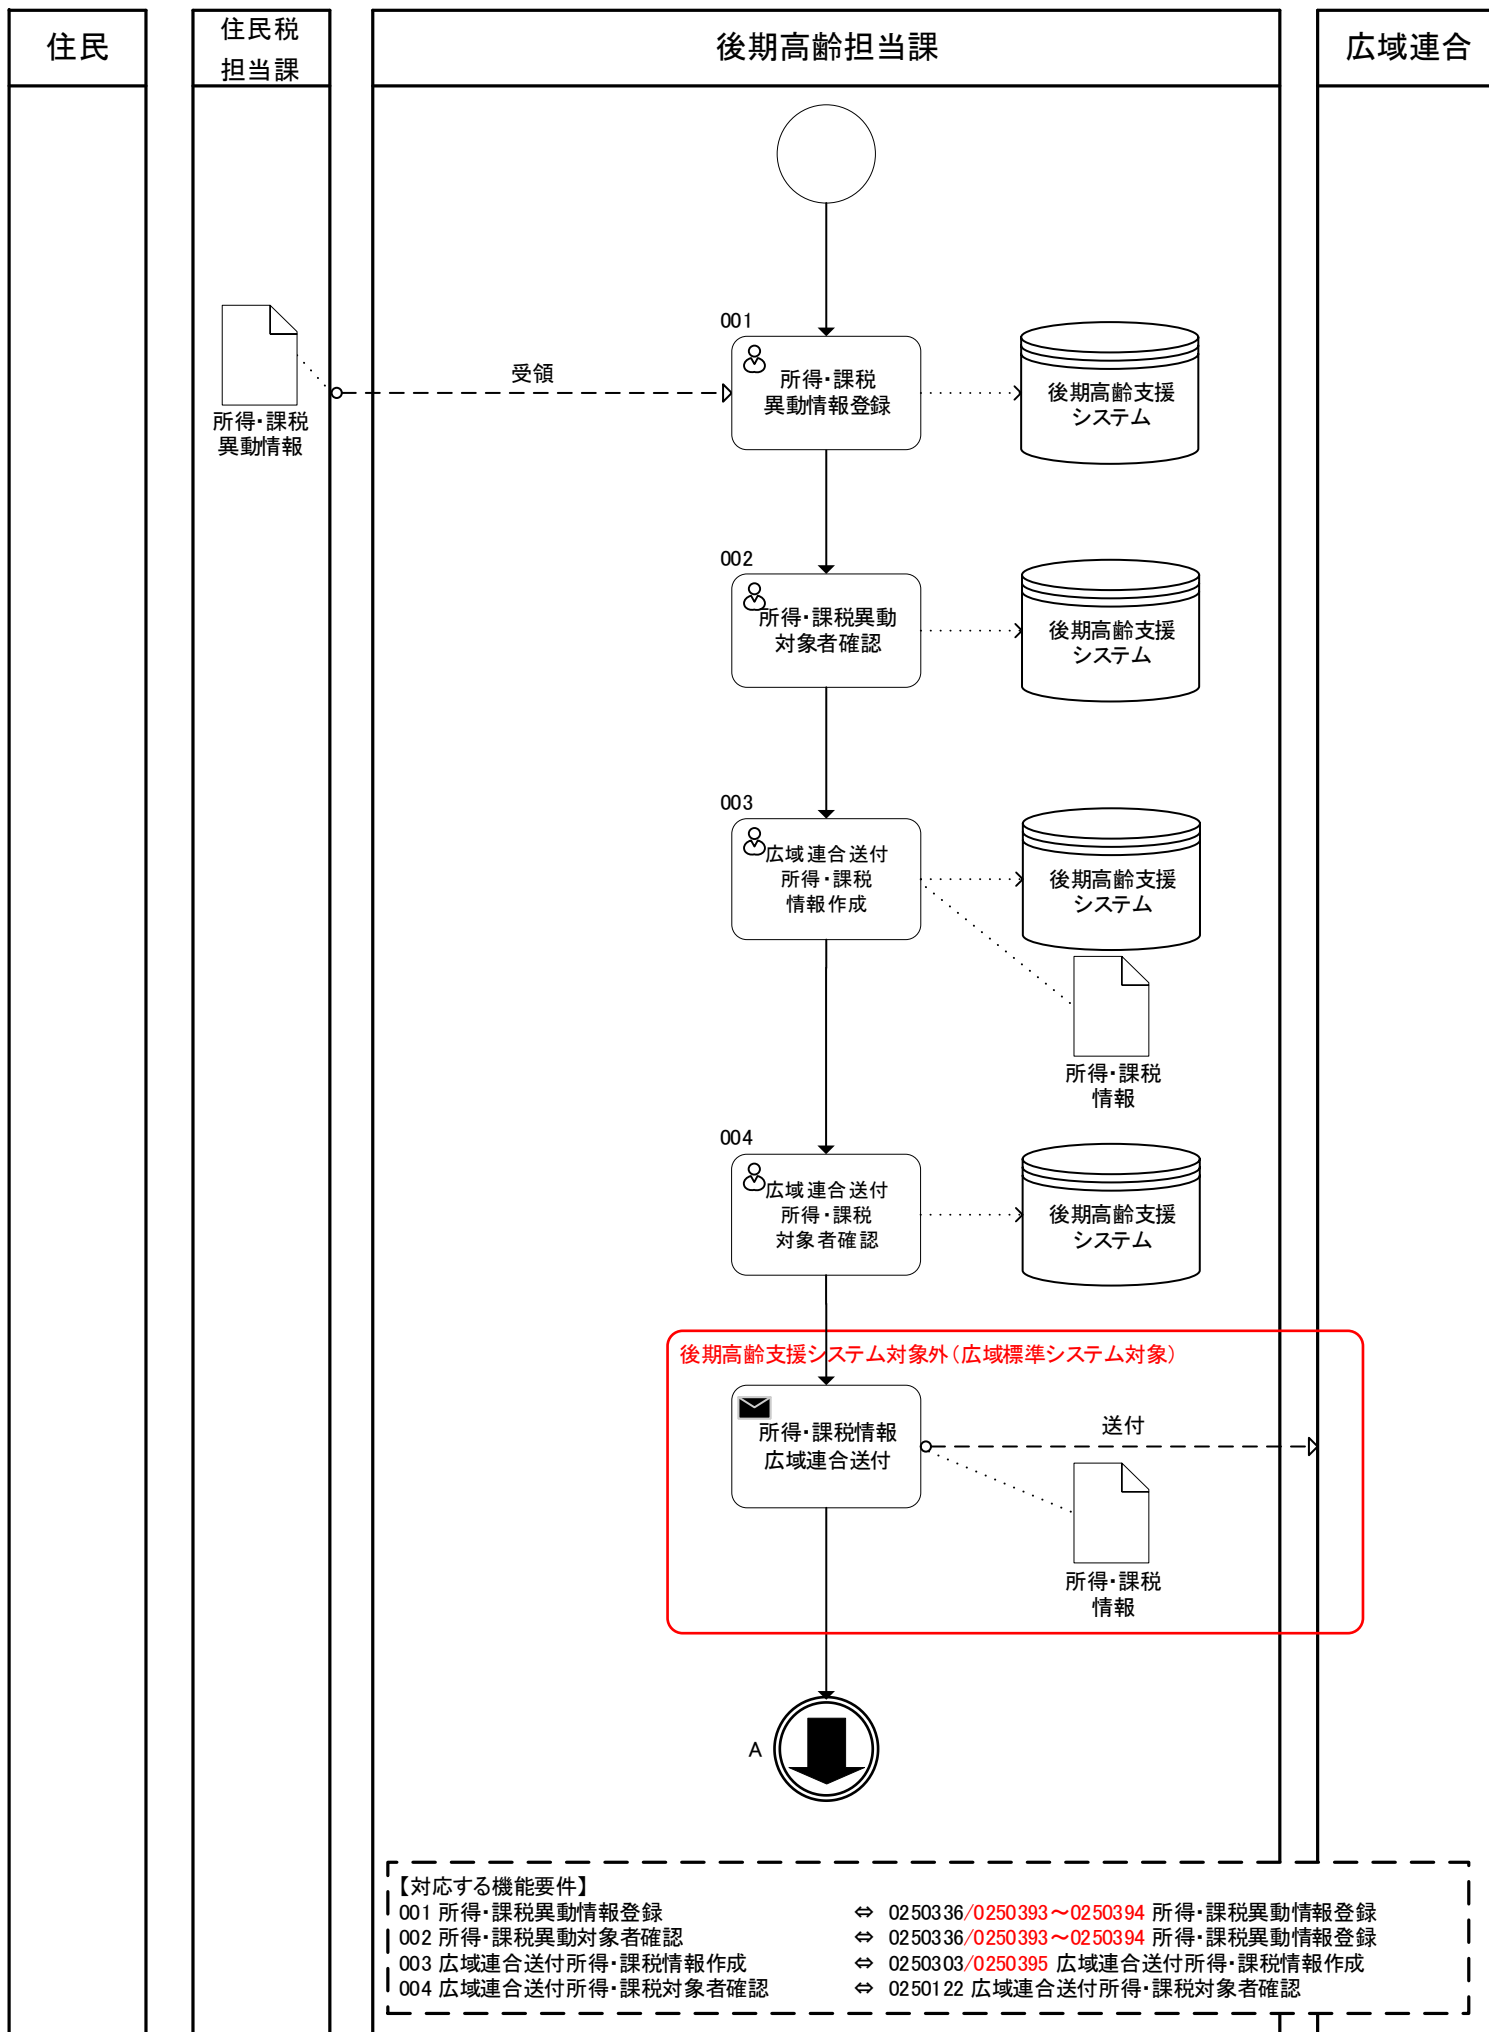 住民
住民税
担当課
後期高齢担当課
広域連合
001
所得・課税
異動情報登録
受領
所得・課税
異動情報
後期高齢支援
システム
002
所得・課税異動
対象者確認
後期高齢支援
システム
003
広域連合送付
所得・課税
情報作成
後期高齢支援
システム
所得・課税
情報
004
広域連合送付
所得・課税
対象者確認
後期高齢支援
システム
後期高齢支援システム対象外（広域標準システム対象）
所得・課税情報
広域連合送付
送付
所得・課税
情報
A
【対応する機能要件】
001 所得・課税異動情報登録 ⇔ 0250336/0250393～0250394 所得・課税異動情報登録
002 所得・課税異動対象者確認 ⇔ 0250336/0250393～0250394 所得・課税異動情報登録
003 広域連合送付所得・課税情報作成 ⇔ 0250303/0250395 広域連合送付所得・課税情報作成
004 広域連合送付所得・課税対象者確認 ⇔ 0250122 広域連合送付所得・課税対象者確認